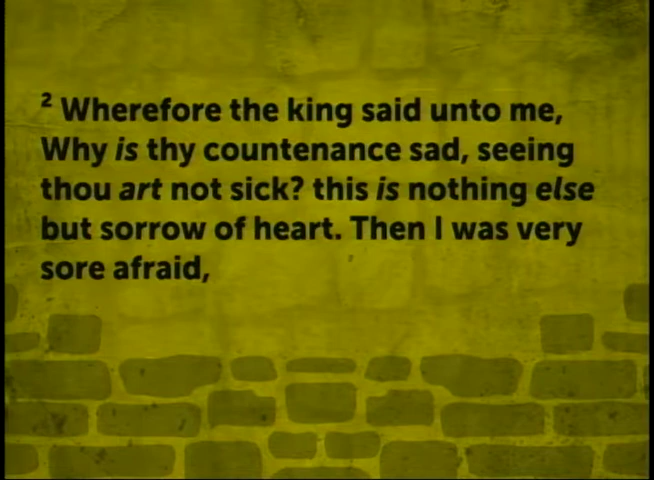 2 Wherefore the king said unto me,
Why is thy countenance sad, seeing
thou art not sick? this is nothing else
but sorrow of heart. Then I was very
sore afraid,